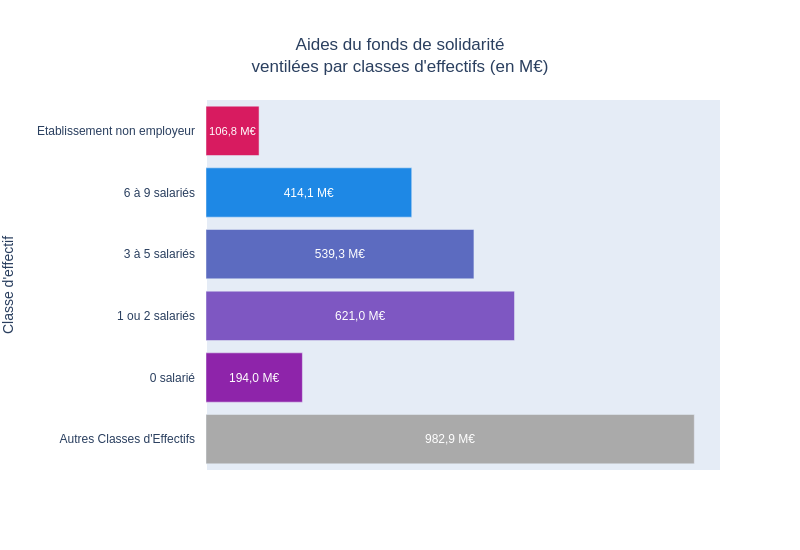 Aides du fonds de solidarité
ventilées par classes d'effectifs (en M€)
Classe d'effectif
Etablissement non employeur
106,8 M€
6 à 9 salariés
414,1 M€
3 à 5 salariés
539,3 M€
1 ou 2 salariés
621,0 M€
0 salarié
194,0 M€
Autres Classes d'Effectifs
982,9 M€